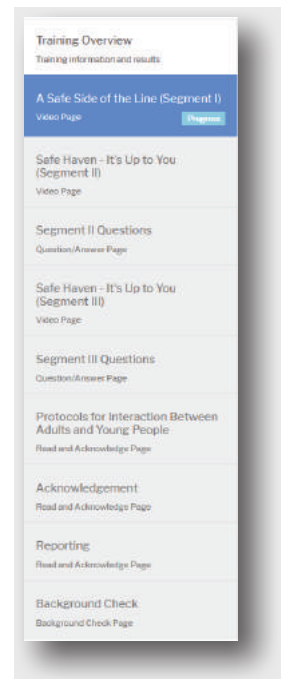 Training Overview
Training information and results
A Safe Side of the Line (Segment I)
Video Page
Progress
Safe Haven - It's Up to You
(Segment II)
Video Page
Segment II Questions
Question/Answer Page
Safe Haven - It's Up to You
(Segment III)
Video Page
Segment III Questions
Question/Answer Page
Protocols for Interaction Between
Adults and Young People
Read and Acknowledge Page
Acknowledgement
Read and Acknowledge Page
Reporting
Read and Acknowledge Page
Background Check
Background Check Page